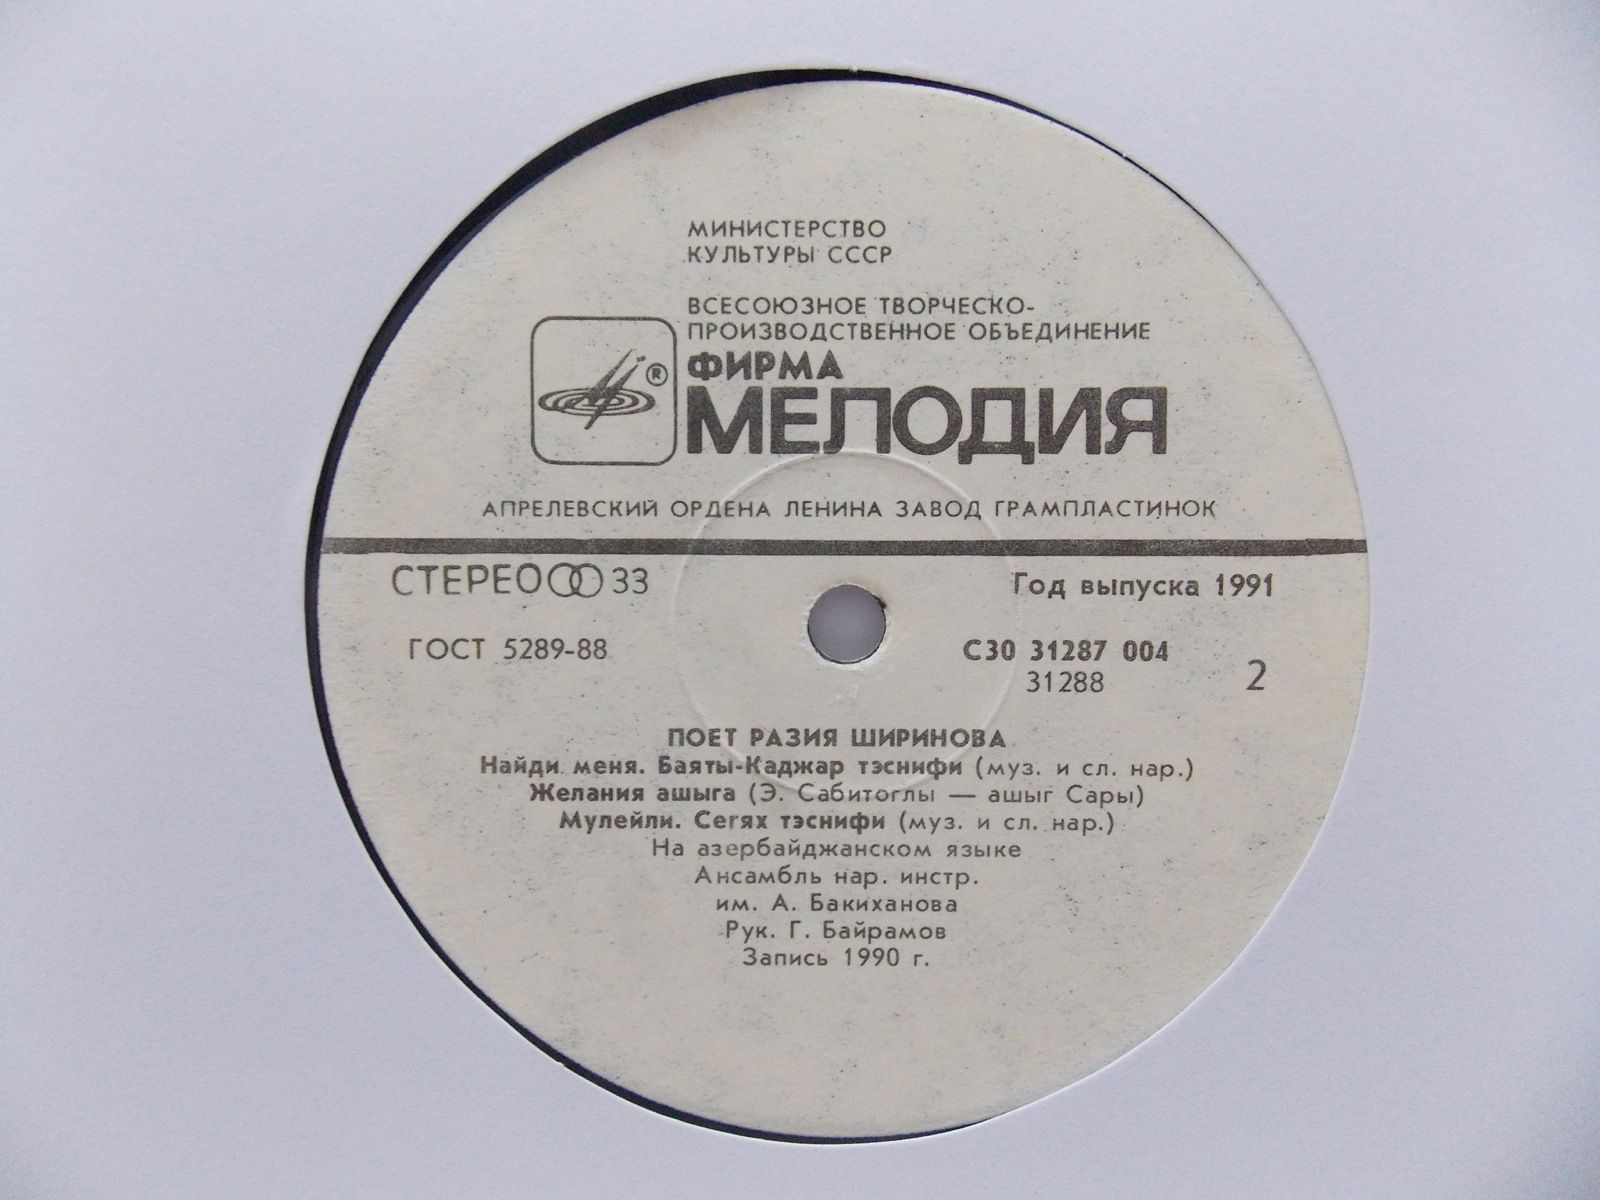 МИНИСТЕРСТВО
КУЛЬТУРЫ СССР
ВСЕСОЮЗНОЕ ТВОРЧЕСКО-
ПРОИЗВОДСТВЕННОЕ ОБЪЕДИНЕНИЕ
®
ФИРМА
МЕЛОДИЯ
АПРЕЛЕВСКИЙ ОРДЕНА ЛЕНИНА ЗАВОД ГРАМПЛАСТИНОК
СТЕРЕО 33
Год выпуска 1991
ГОСТ 5289-88
С30 31287 004
31288
2
ПОЕТ РАЗИЯ ШИРИНОВА
Найди меня. Баяты-Каджар тэснифи (муз. и сл. нар.)
Желания ашыга (Э. Сабитоглы — ашыг Сары)
Мулейли. Сегях тэснифи (муз. и сл. нар.)
На азербайджанском языке
Ансамбль нар. инстр.
им. А. Бакиханова
Рук. Г. Байрамов
Запись 1990 г.